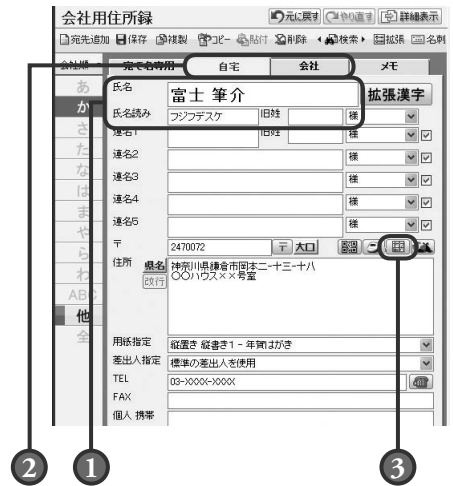 会社用住所録 元に戻す やり直す 詳細表示
宛先追加 保存 複製 コピー 貼付 削除 検索 拡張 名刺
会社順 宛て名専用 自宅 会社 メモ
あ
か
さ
た
な
は
ま
や
ら
わ
ABC
他
全
氏名 富士 筆介 拡張漢字
氏名読み フジフデスケ 旧姓 様
連名1 旧姓 様
連名2 様
連名3 様
連名4 様
連名5 様
〒 2470072 〒 大口
住所 県名 神奈川県鎌倉市岡本二-十三-十八
改行 〇〇ハウス××号室
用紙指定 縦置き 縦書き1 - 年賀はがき
差出人指定 標準の差出人を使用
TEL 03-XXXX-XXXX
FAX
個人 携帯
2 1 3